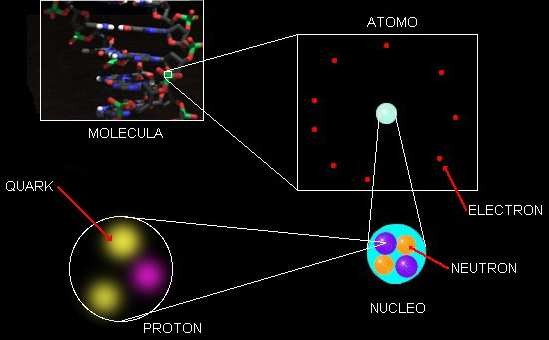 ATOMO
MOLECULA
QUARK
ELECTRON
NEUTRON
NUCLEO
PROTON